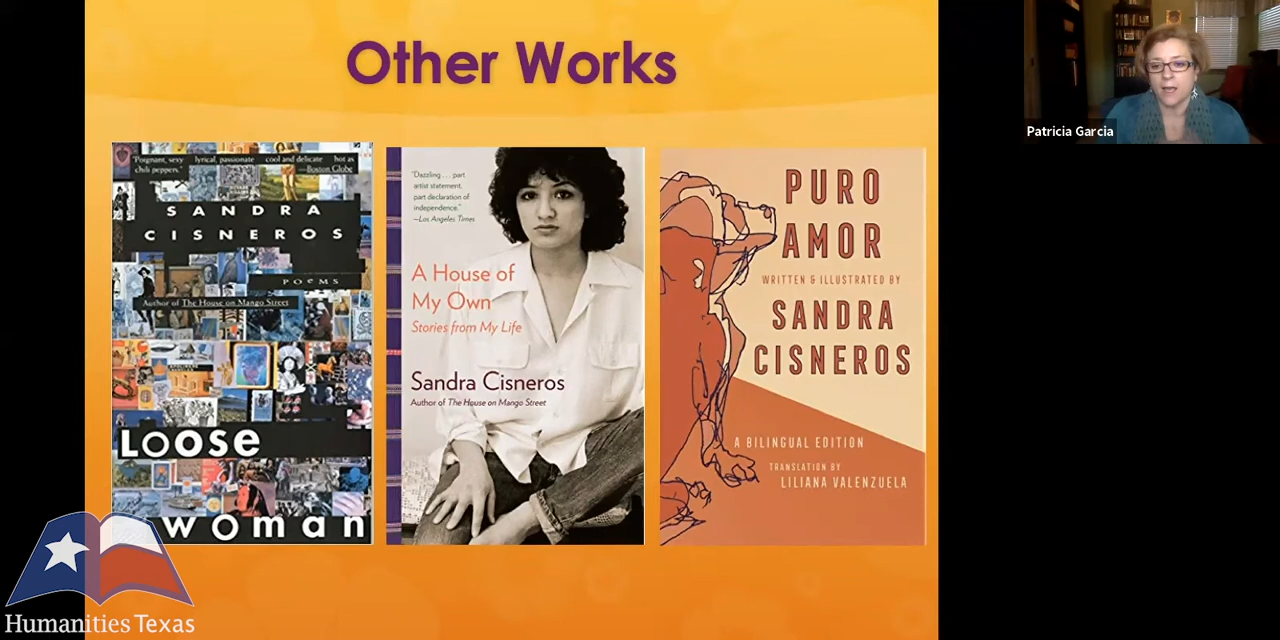 Other Works
Patricia Garcia
"Poignant, sexy lyrical, passionate cool and delicate hot as
chili peppers." —Boston Globe
SANDRA
CISNEROS
POEMS
Author of The House on Mango Street
LOOSE
woman
"Dazzling . . . part
artist statement,
part declaration of
independence."
—Los Angeles Times
A House of
My Own
Stories from My Life
Sandra Cisneros
Author of The House on Mango Street
PURO
AMOR
WRITTEN & ILLUSTRATED BY
SANDRA
CISNEROS
A BILINGUAL EDITION
TRANSLATION BY
LILIANA VALENZUELA
Humanities Texas